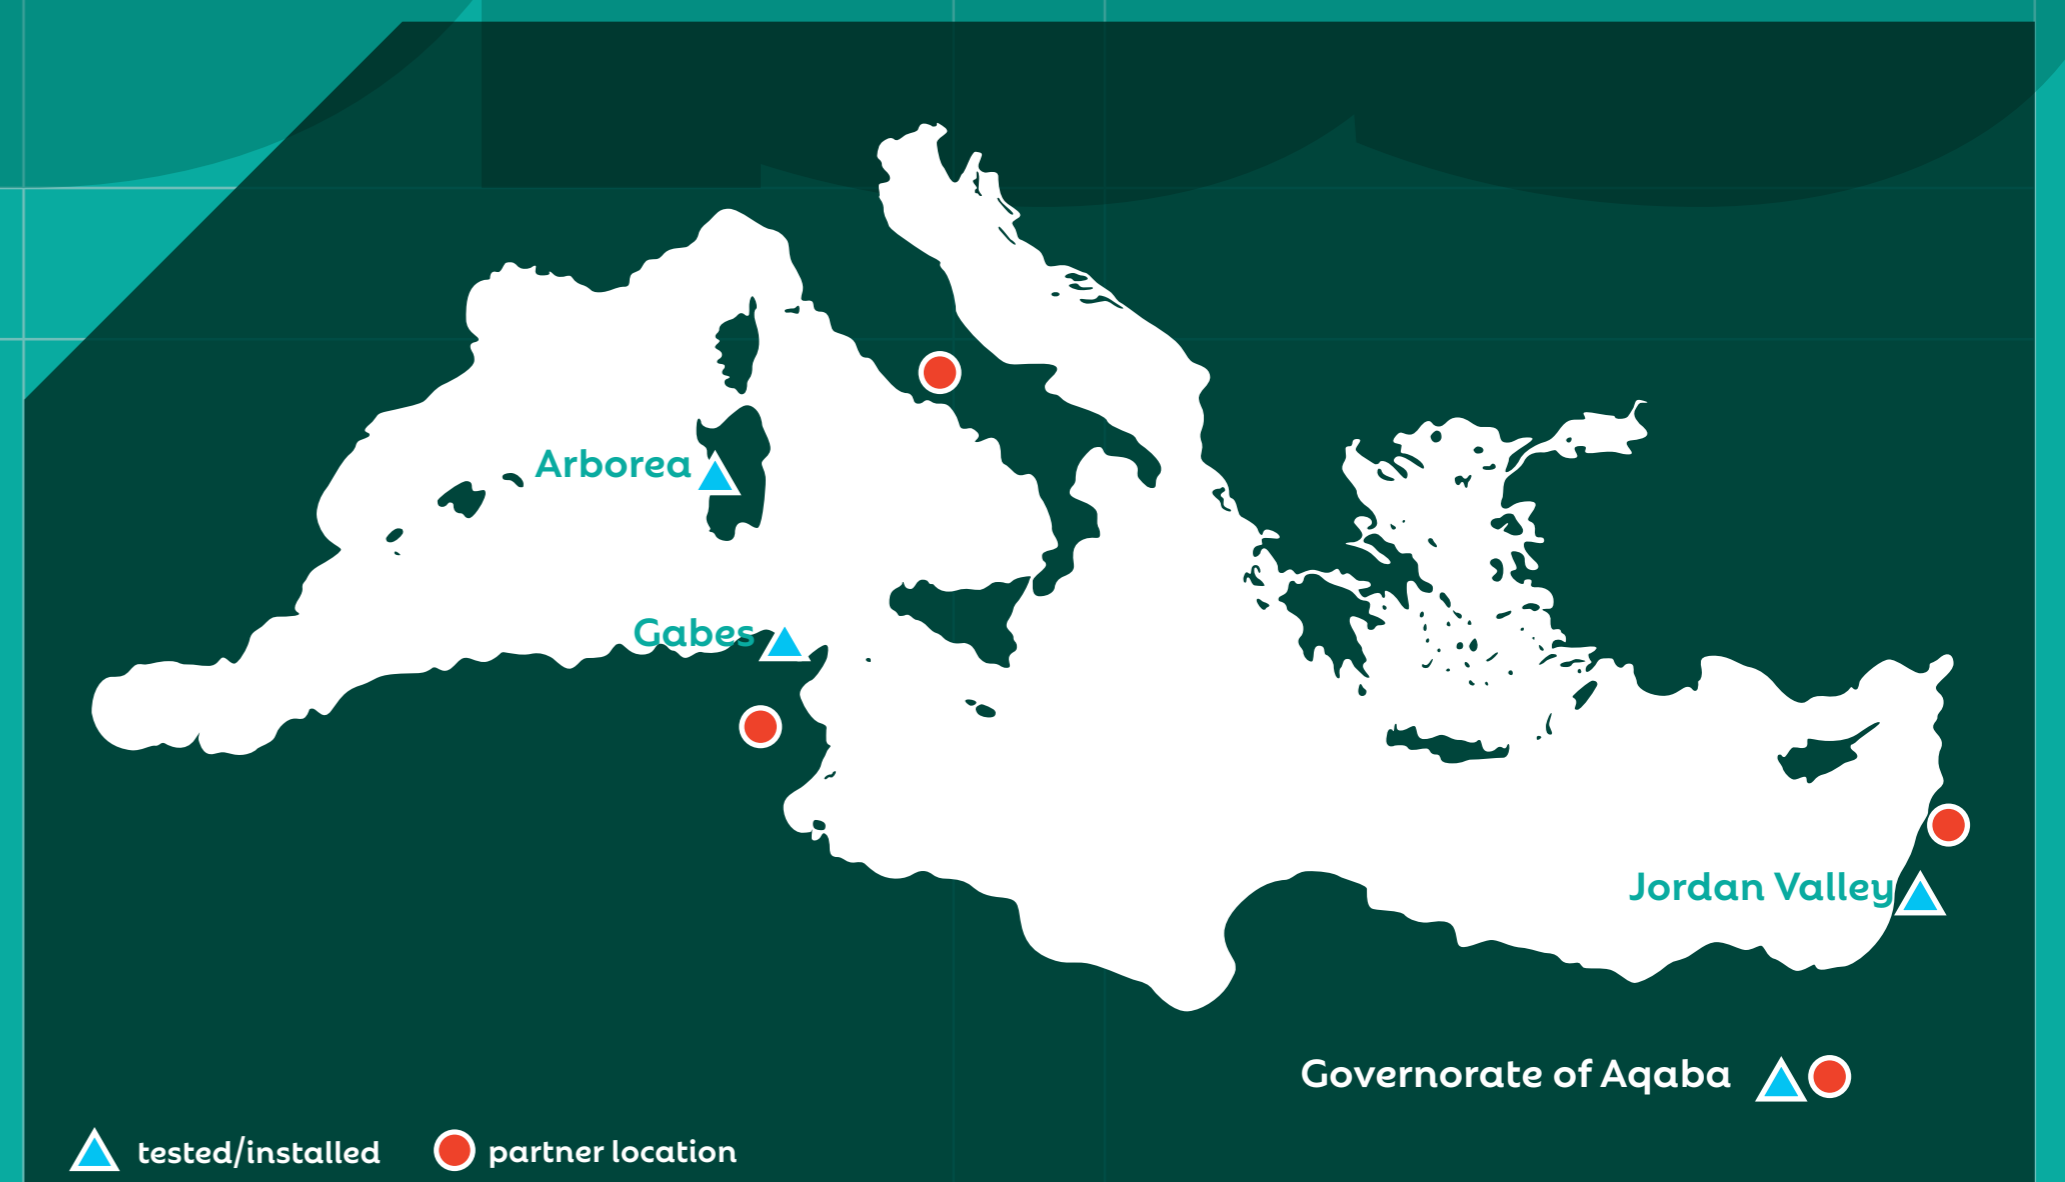 Arborea
Gabes
Jordan Valley
Governorate of Aqaba
tested/installed
partner location